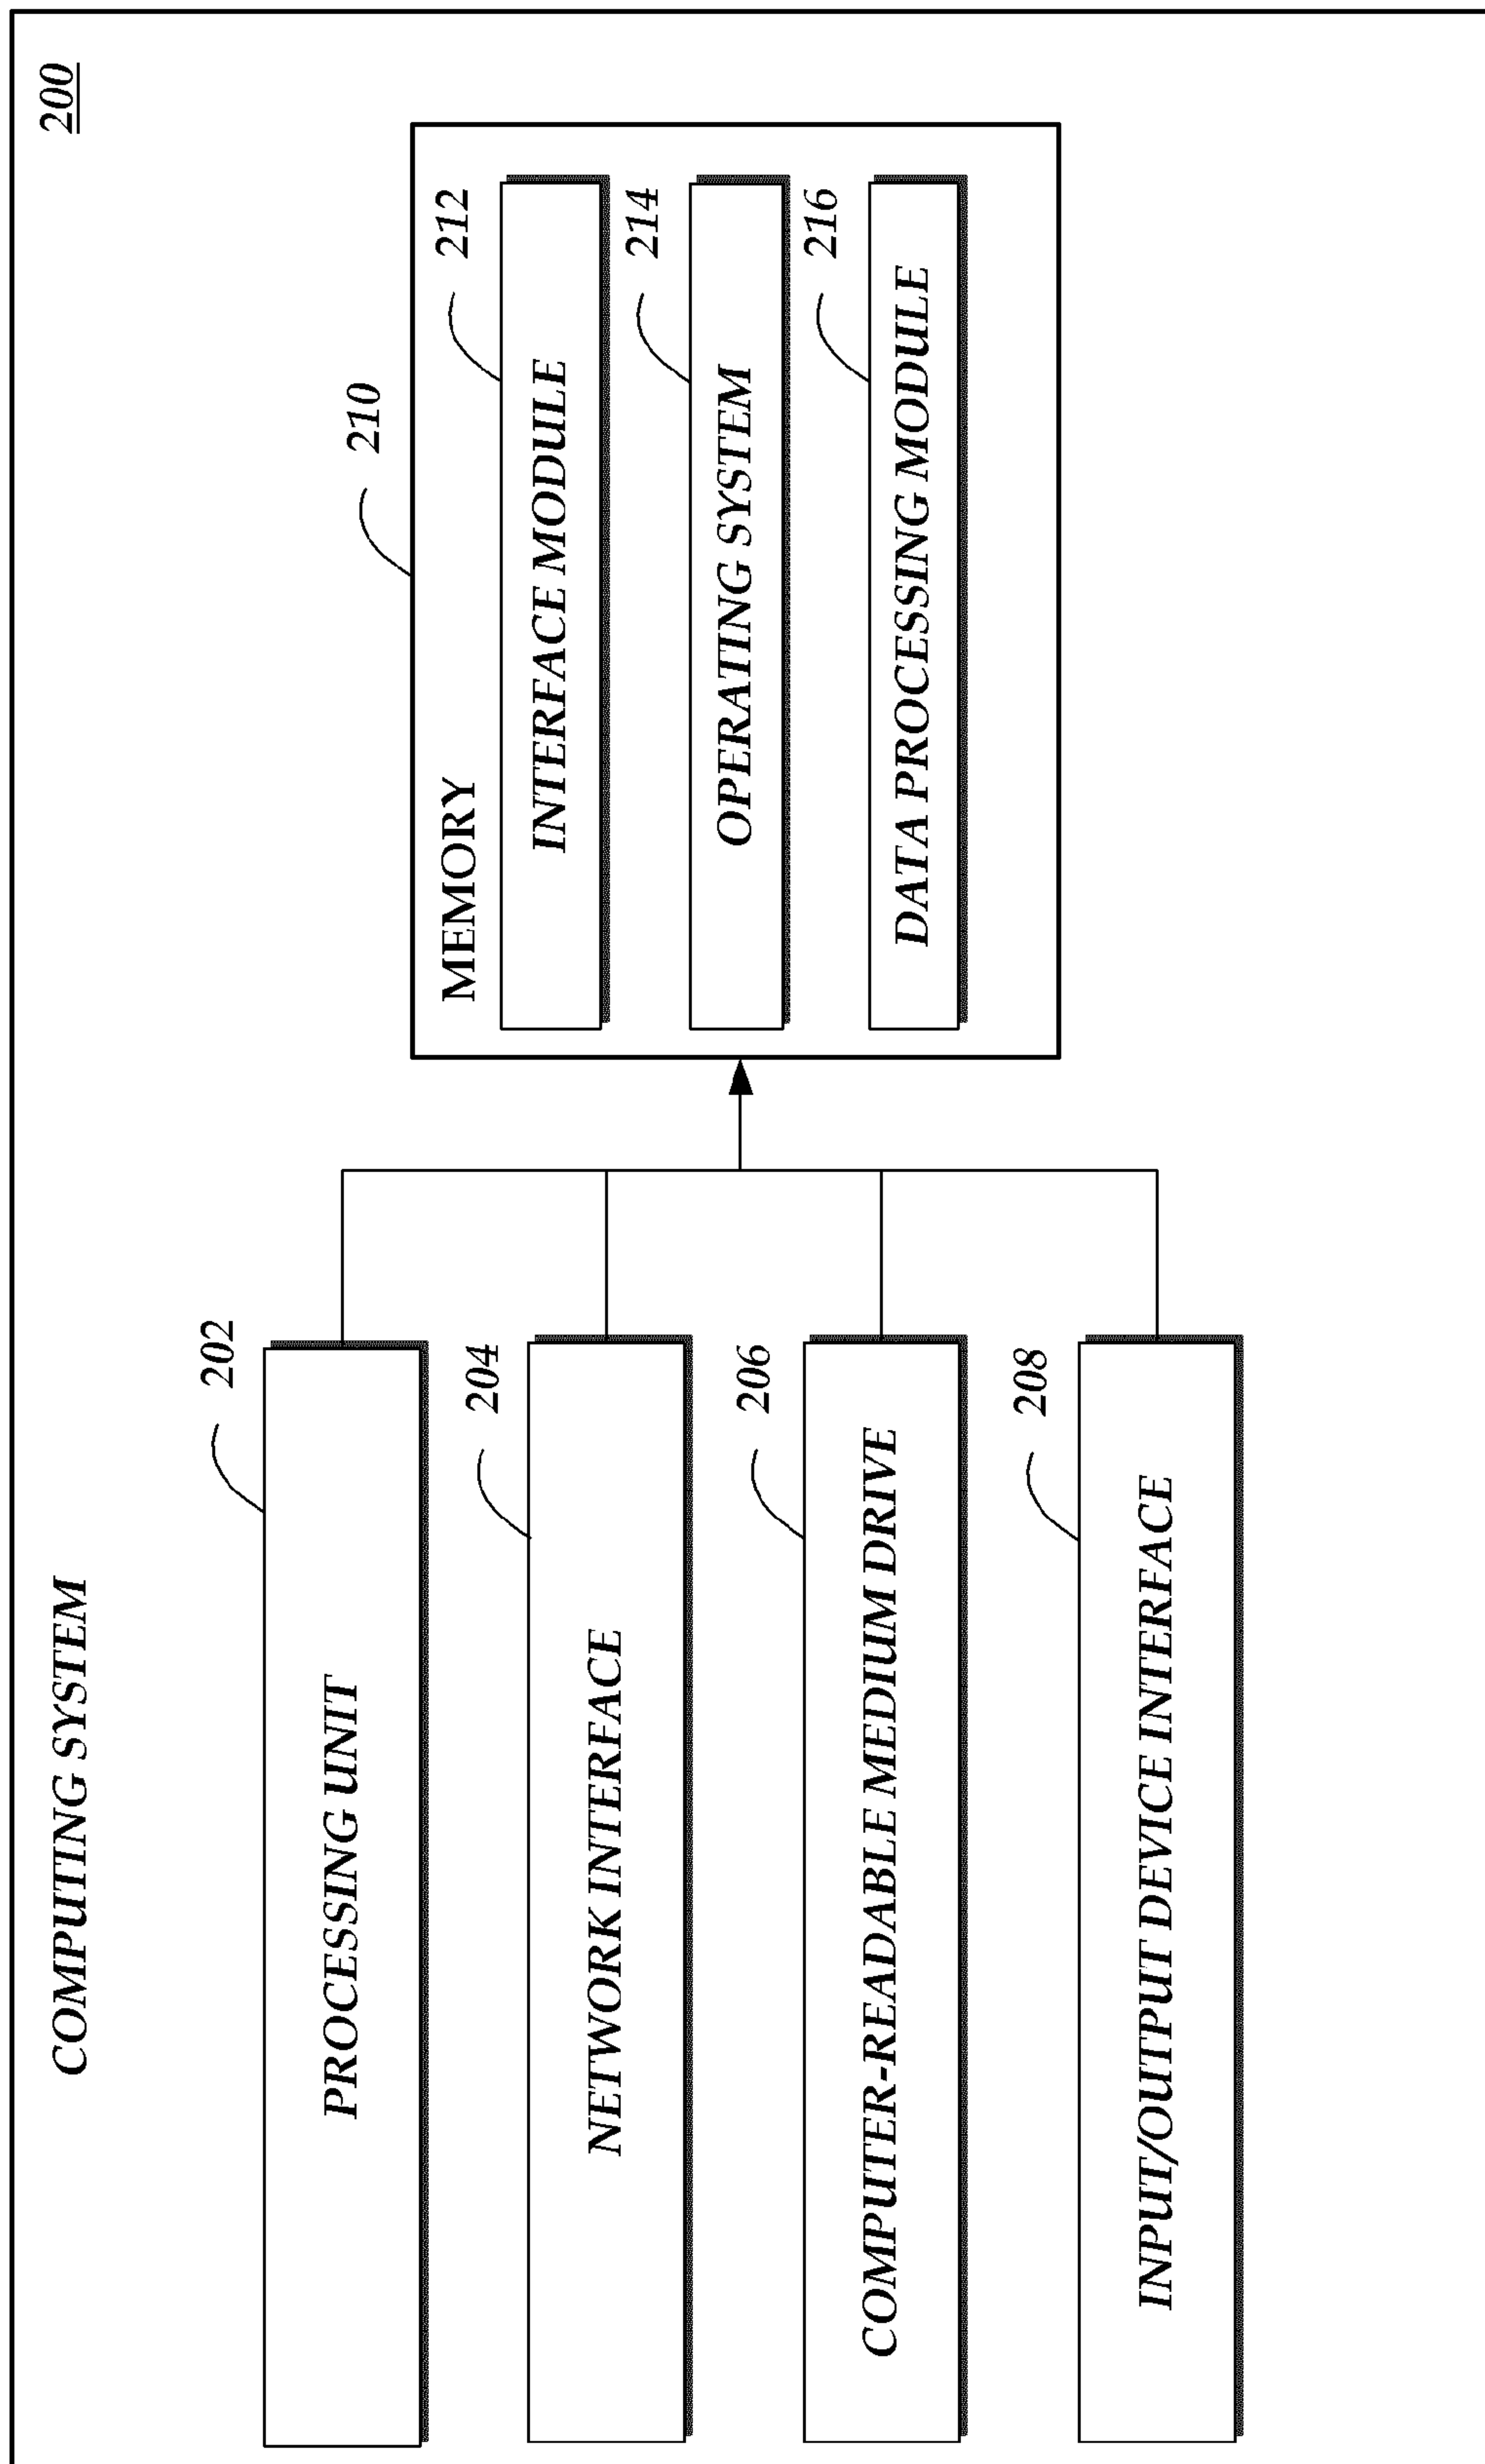 COMPUTING SYSTEM
200
202
PROCESSING UNIT
204
NETWORK INTERFACE
206
COMPUTER-READABLE MEDIUM DRIVE
208
INPUT/OUTPUT DEVICE INTERFACE
210
MEMORY
212
INTERFACE MODULE
214
OPERATING SYSTEM
216
DATA PROCESSING MODULE